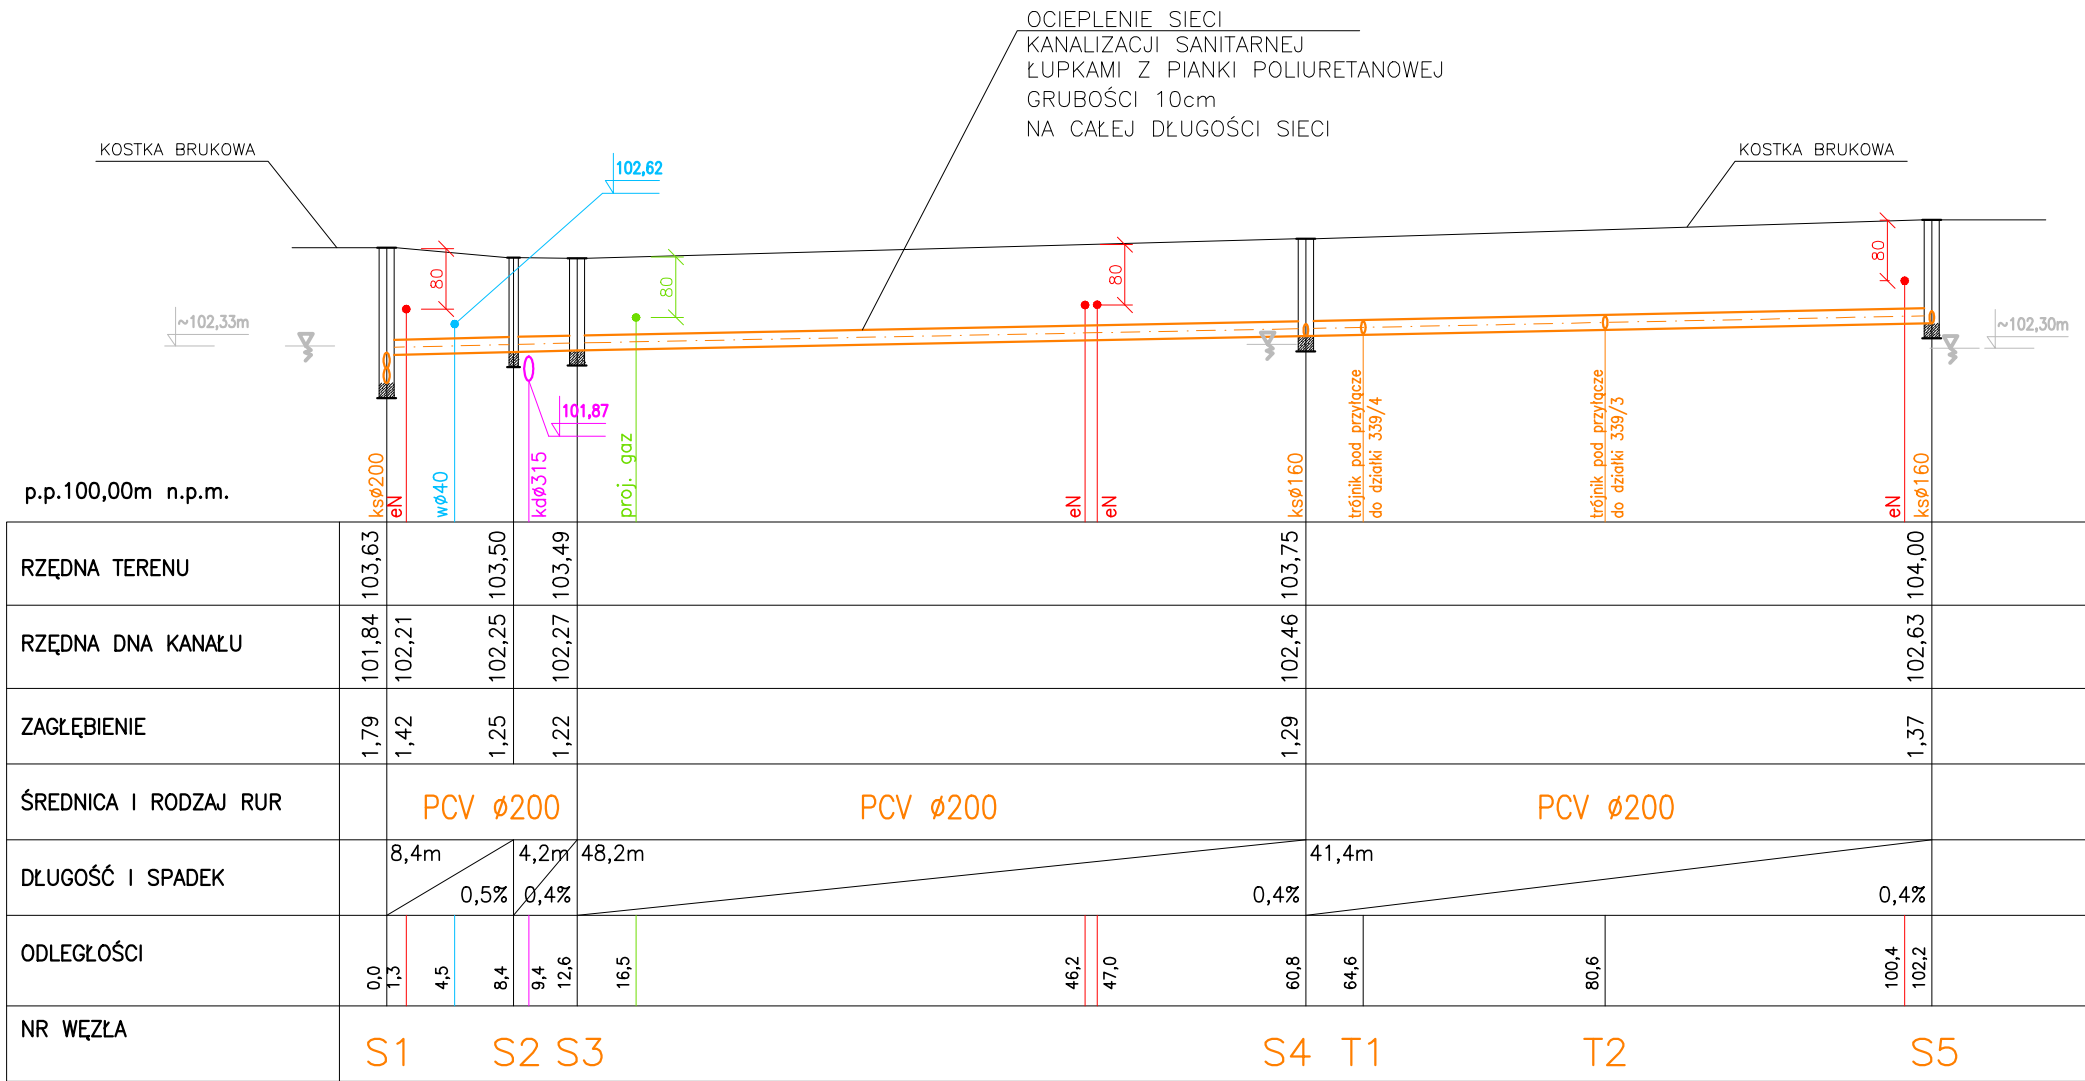 OCIEPLENIE SIECI
KANALIZACJI SANITARNEJ
ŁUPKAMI Z PIANKI POLIURETANOWEJ
GRUBOŚCI 10cm
NA CAŁEJ DŁUGOŚCI SIECI
KOSTKA BRUKOWA
KOSTKA BRUKOWA
102,62
80
80
80
80
~102,33m
~102,30m
101,87
p.p.100,00m n.p.m.
ksø200
eN
wø40
kdø315
proj. gaz
eN
eN
ksø160
trójnik pod przyłącze
do działki 339/4
trójnik pod przyłącze
do działki 339/3
eN
ksø160
RZĘDNA TERENU
103,63
103,50
103,49
103,75
104,00
RZĘDNA DNA KANAŁU
101,84
102,21
102,25
102,27
102,46
102,63
ZAGŁĘBIENIE
1,79
1,42
1,25
1,22
1,29
1,37
ŚREDNICA I RODZAJ RUR
PCV ø200
PCV ø200
PCV ø200
DŁUGOŚĆ I SPADEK
8,4m
0,5%
4,2m
0,4%
48,2m
0,4%
41,4m
0,4%
ODLEGŁOŚCI
0,0
1,3
4,5
8,4
9,4
12,6
16,5
46,2
47,0
60,8
64,6
80,6
100,4
102,2
NR WĘZŁA
S1
S2
S3
S4
T1
T2
S5